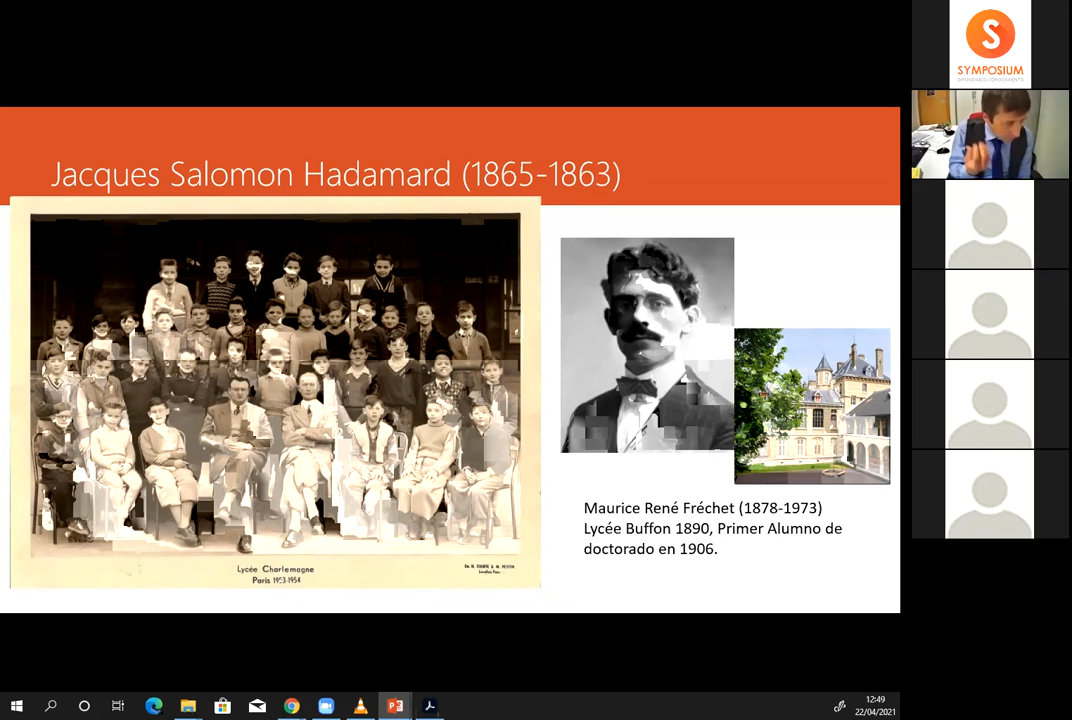 Jacques Salomon Hadamard (1865-1863)
Lycée Charlemagne
Paris 1953-1954
Maurice René Fréchet (1878-1973)
Lycée Buffon 1890, Primer Alumno de
doctorado en 1906.
S
SYMPOSIUM
12:49
22/04/2021